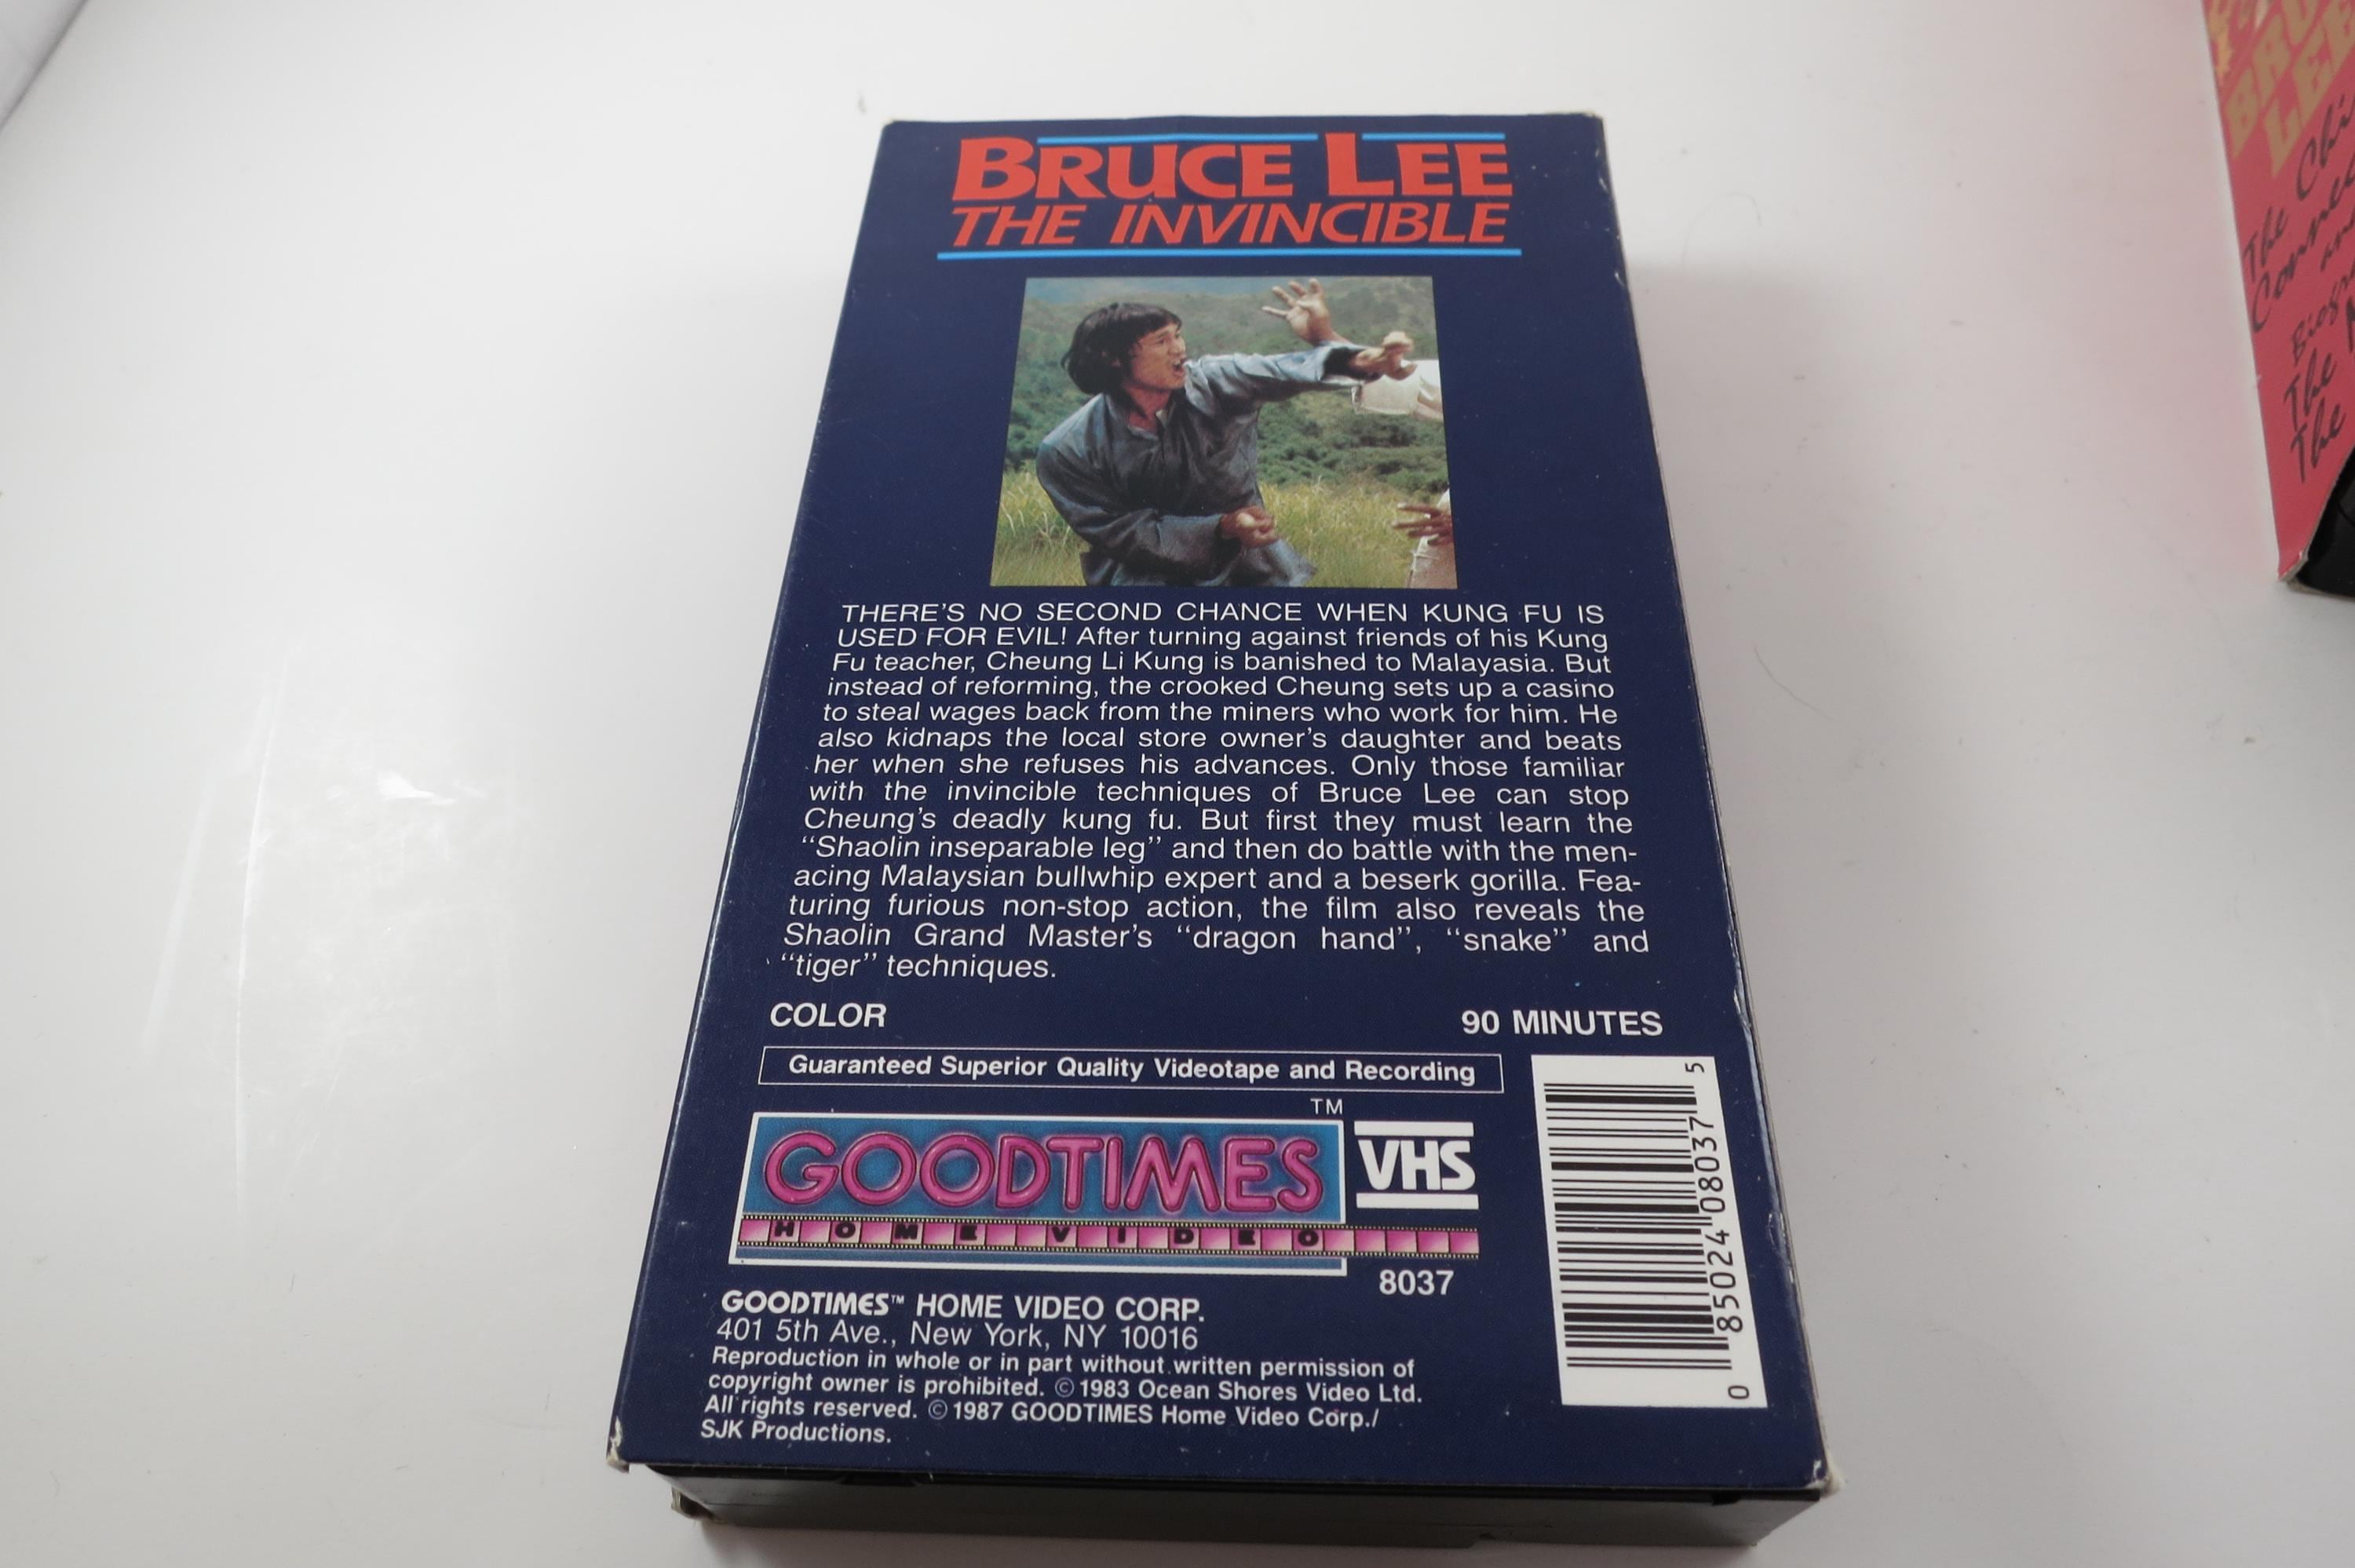 BRUCE LEE
THE INVINCIBLE
THERE'S NO SECOND CHANCE WHEN KUNG FU IS
USED FOR EVIL! After turning against friends of his Kung
Fu teacher, Cheung Li Kung is banished to Malayasia. But
instead of reforming, the crooked Cheung sets up a casino
to steal wages back from the miners who work for him. He
also kidnaps the local store owner's daughter and beats
her when she refuses his advances. Only those familiar
with the invincible techniques of Bruce Lee can stop
Cheung's deadly kung fu. But first they must learn the
"Shaolin inseparable leg" and then do battle with the men-
acing Malaysian bullwhip expert and a beserk gorilla. Fea-
turing furious non-stop action, the film also reveals the
Shaolin Grand Master's "dragon hand", "snake" and
"tiger" techniques.
COLOR 90 MINUTES
Guaranteed Superior Quality Videotape and Recording
TM
GOODTIMES VHS
HOME VIDEO
8037
GOODTIMES™ HOME VIDEO CORP.
401 5th Ave., New York, NY 10016
Reproduction in whole or in part without written permission of
copyright owner is prohibited. © 1983 Ocean Shores Video Ltd.
All rights reserved. © 1987 GOODTIMES Home Video Corp./
SJK Productions.
0 85024 08037 5
LEE
The
The
The